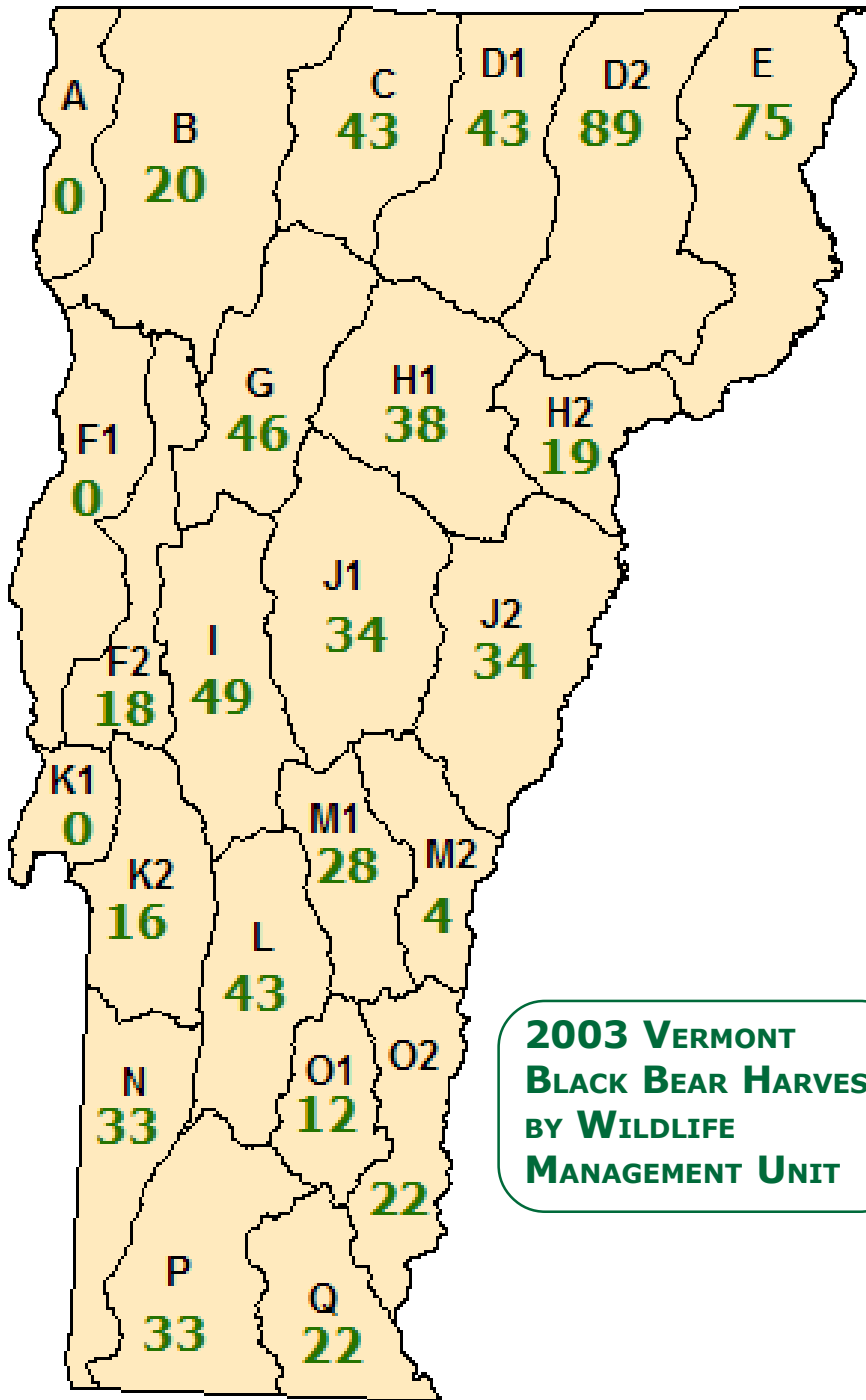 A
0
B
20
C
43
D1
43
D2
89
E
75
F1
0
G
46
H1
38
H2
19
F2
18
I
49
J1
34
J2
34
K1
0
K2
16
L
43
M1
28
M2
4
N
33
O1
12
O2
22
P
33
Q
22
2003 VERMONT
BLACK BEAR HARVES
BY WILDLIFE
MANAGEMENT UNIT